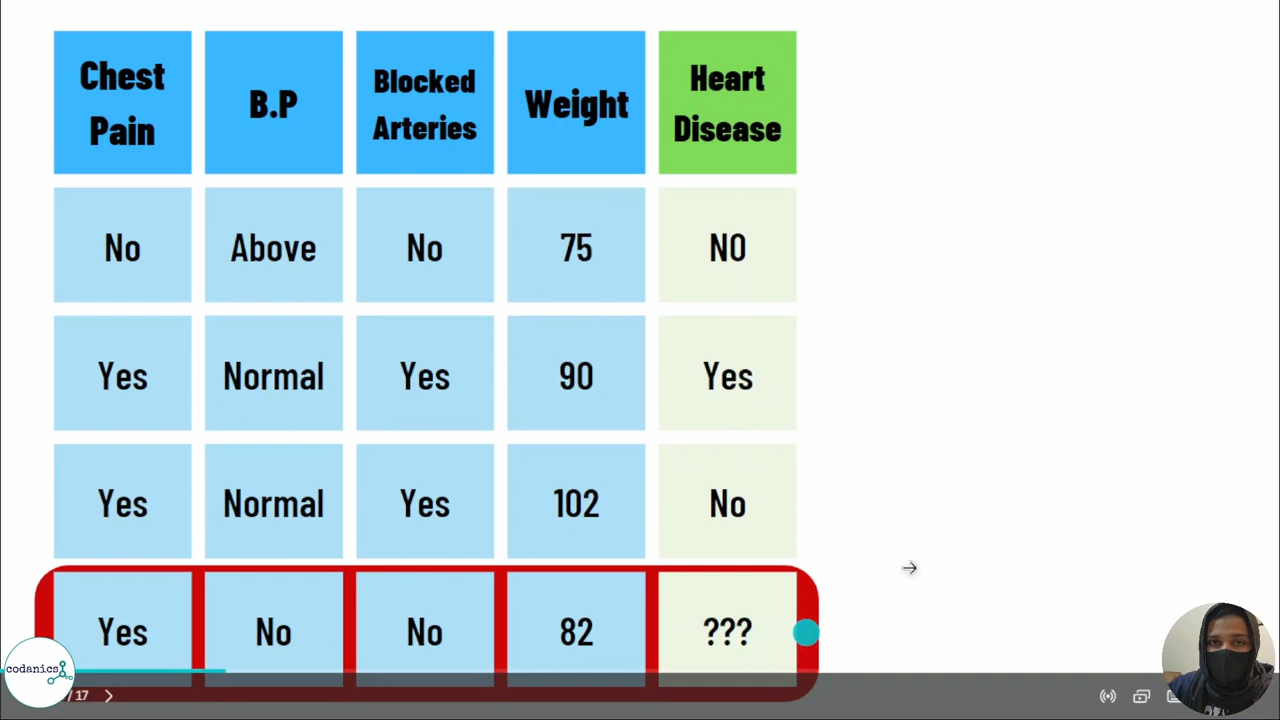 Chest
Pain
B.P
Blocked
Arteries
Weight
Heart
Disease
No
Above
No
75
NO
Yes
Normal
Yes
90
Yes
Yes
Normal
Yes
102
No
Yes
No
No
82
???
codanics
/ 17